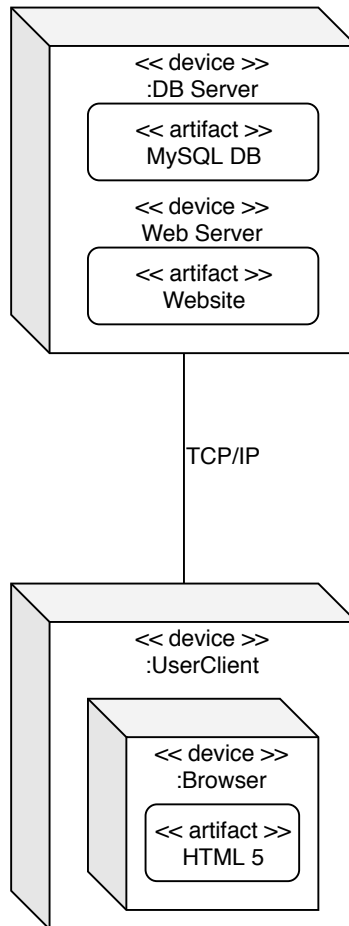 << device >>
:DB Server
<< artifact >>
MySQL DB
<< device >>
Web Server
<< artifact >>
Website
TCP/IP
<< device >>
:UserClient
<< device >>
:Browser
<< artifact >>
HTML 5